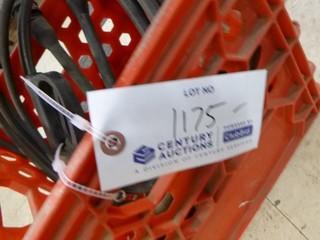 LOT NO
1175
CENTURY
AUCTIONS
A DIVISION OF CENTURY SERVICES